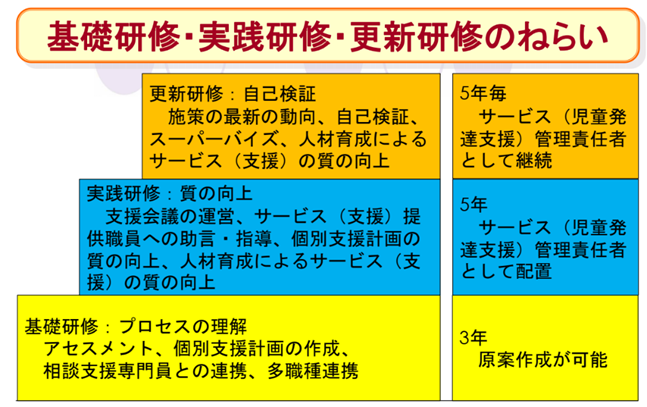 基礎研修・実践研修・更新研修のねらい
更新研修：自己検証
施策の最新の動向、自己検証、
スーパーバイズ、人材育成による
サービス（支援）の質の向上
5年毎
サービス（児童発
達支援）管理責任者
として継続
実践研修：質の向上
支援会議の運営、サービス（支援）提
供職員への助言・指導、個別支援計画の
質の向上、人材育成によるサービス（支
援）の質の向上
5年
サービス（児童発
達支援）管理責任者
として配置
基礎研修：プロセスの理解
アセスメント、個別支援計画の作成、
相談支援専門員との連携、多職種連携
3年
原案作成が可能